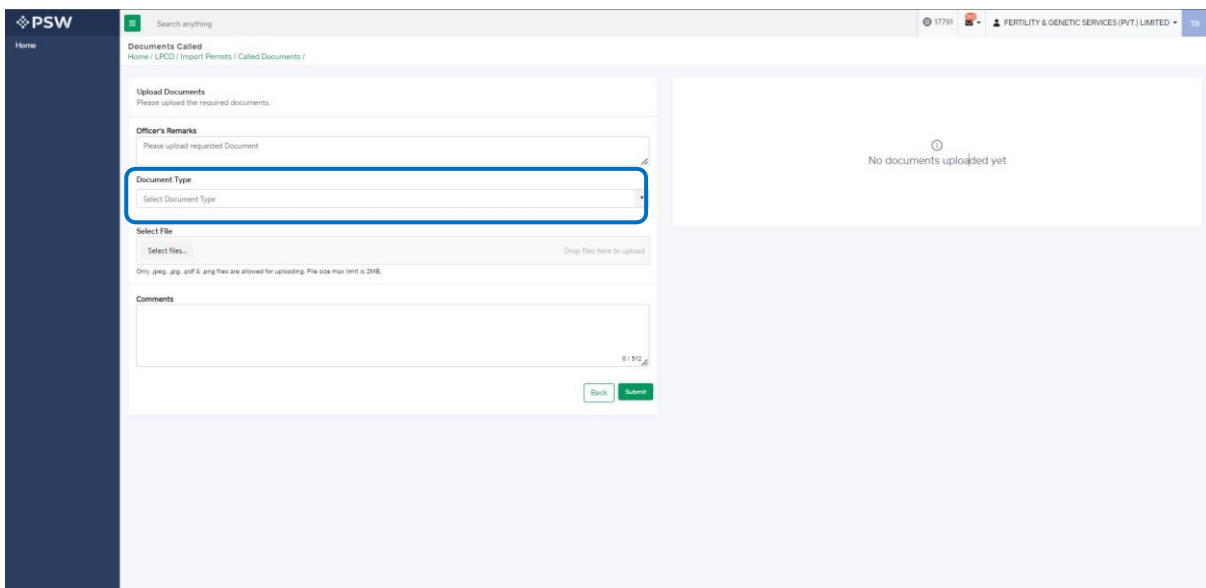 PSW
Search anything
17791
FERTILITY & GENETIC SERVICES (PVT.) LIMITED
Home
Documents Called
Home / LPCO / Import Permits / Called Documents /
Upload Documents
Please upload the required documents.
Officer's Remarks
Please upload requested Document
No documents uploaded yet
Document Type
Select Document Type
Select File
Select files...
Drop files here to upload
Only .jpeg, .jpg, .pdf & .png files are allowed for uploading. File size max limit is 2MB.
Comments
0 / 512
Back
Submit